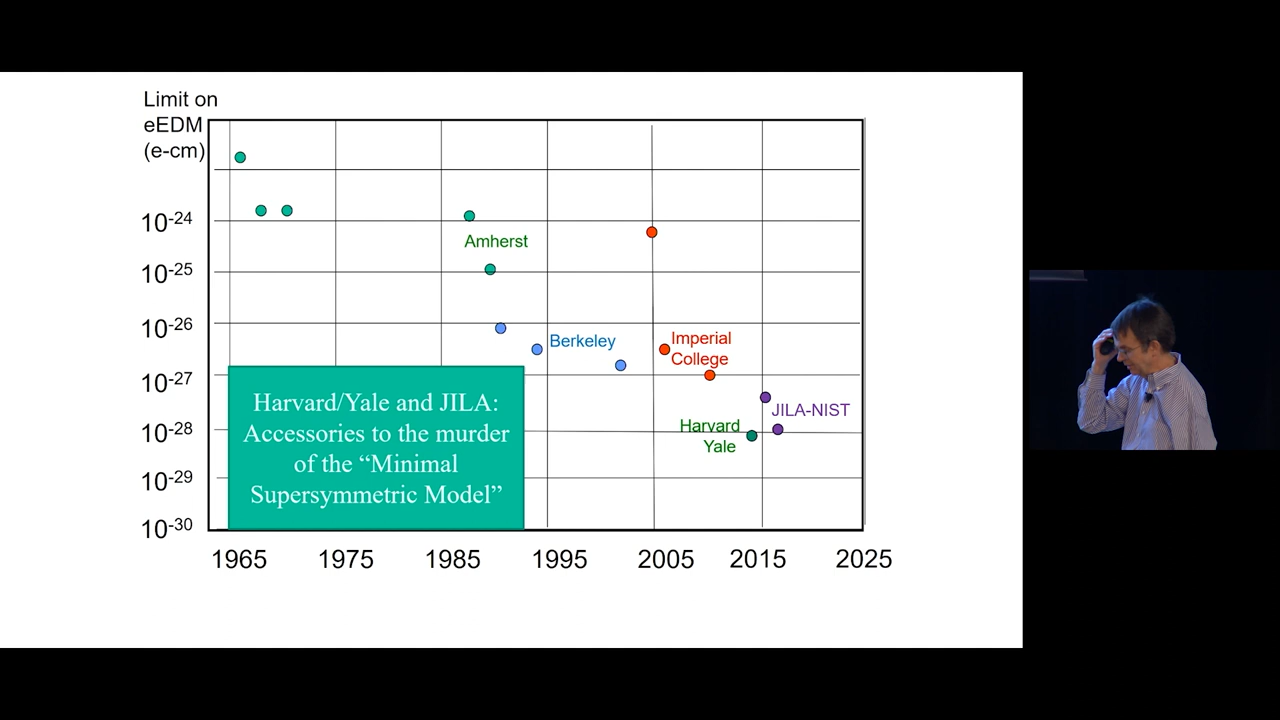 Limit on
eEDM
(e-cm)
10-24
Amherst
10-25
10-26
Berkeley
Imperial
College
10-27
Harvard/Yale and JILA:
Accessories to the murder
of the “Minimal
Supersymmetric Model”
JILA-NIST
Harvard
Yale
10-28
10-29
10-30
1965 1975 1985 1995 2005 2015 2025